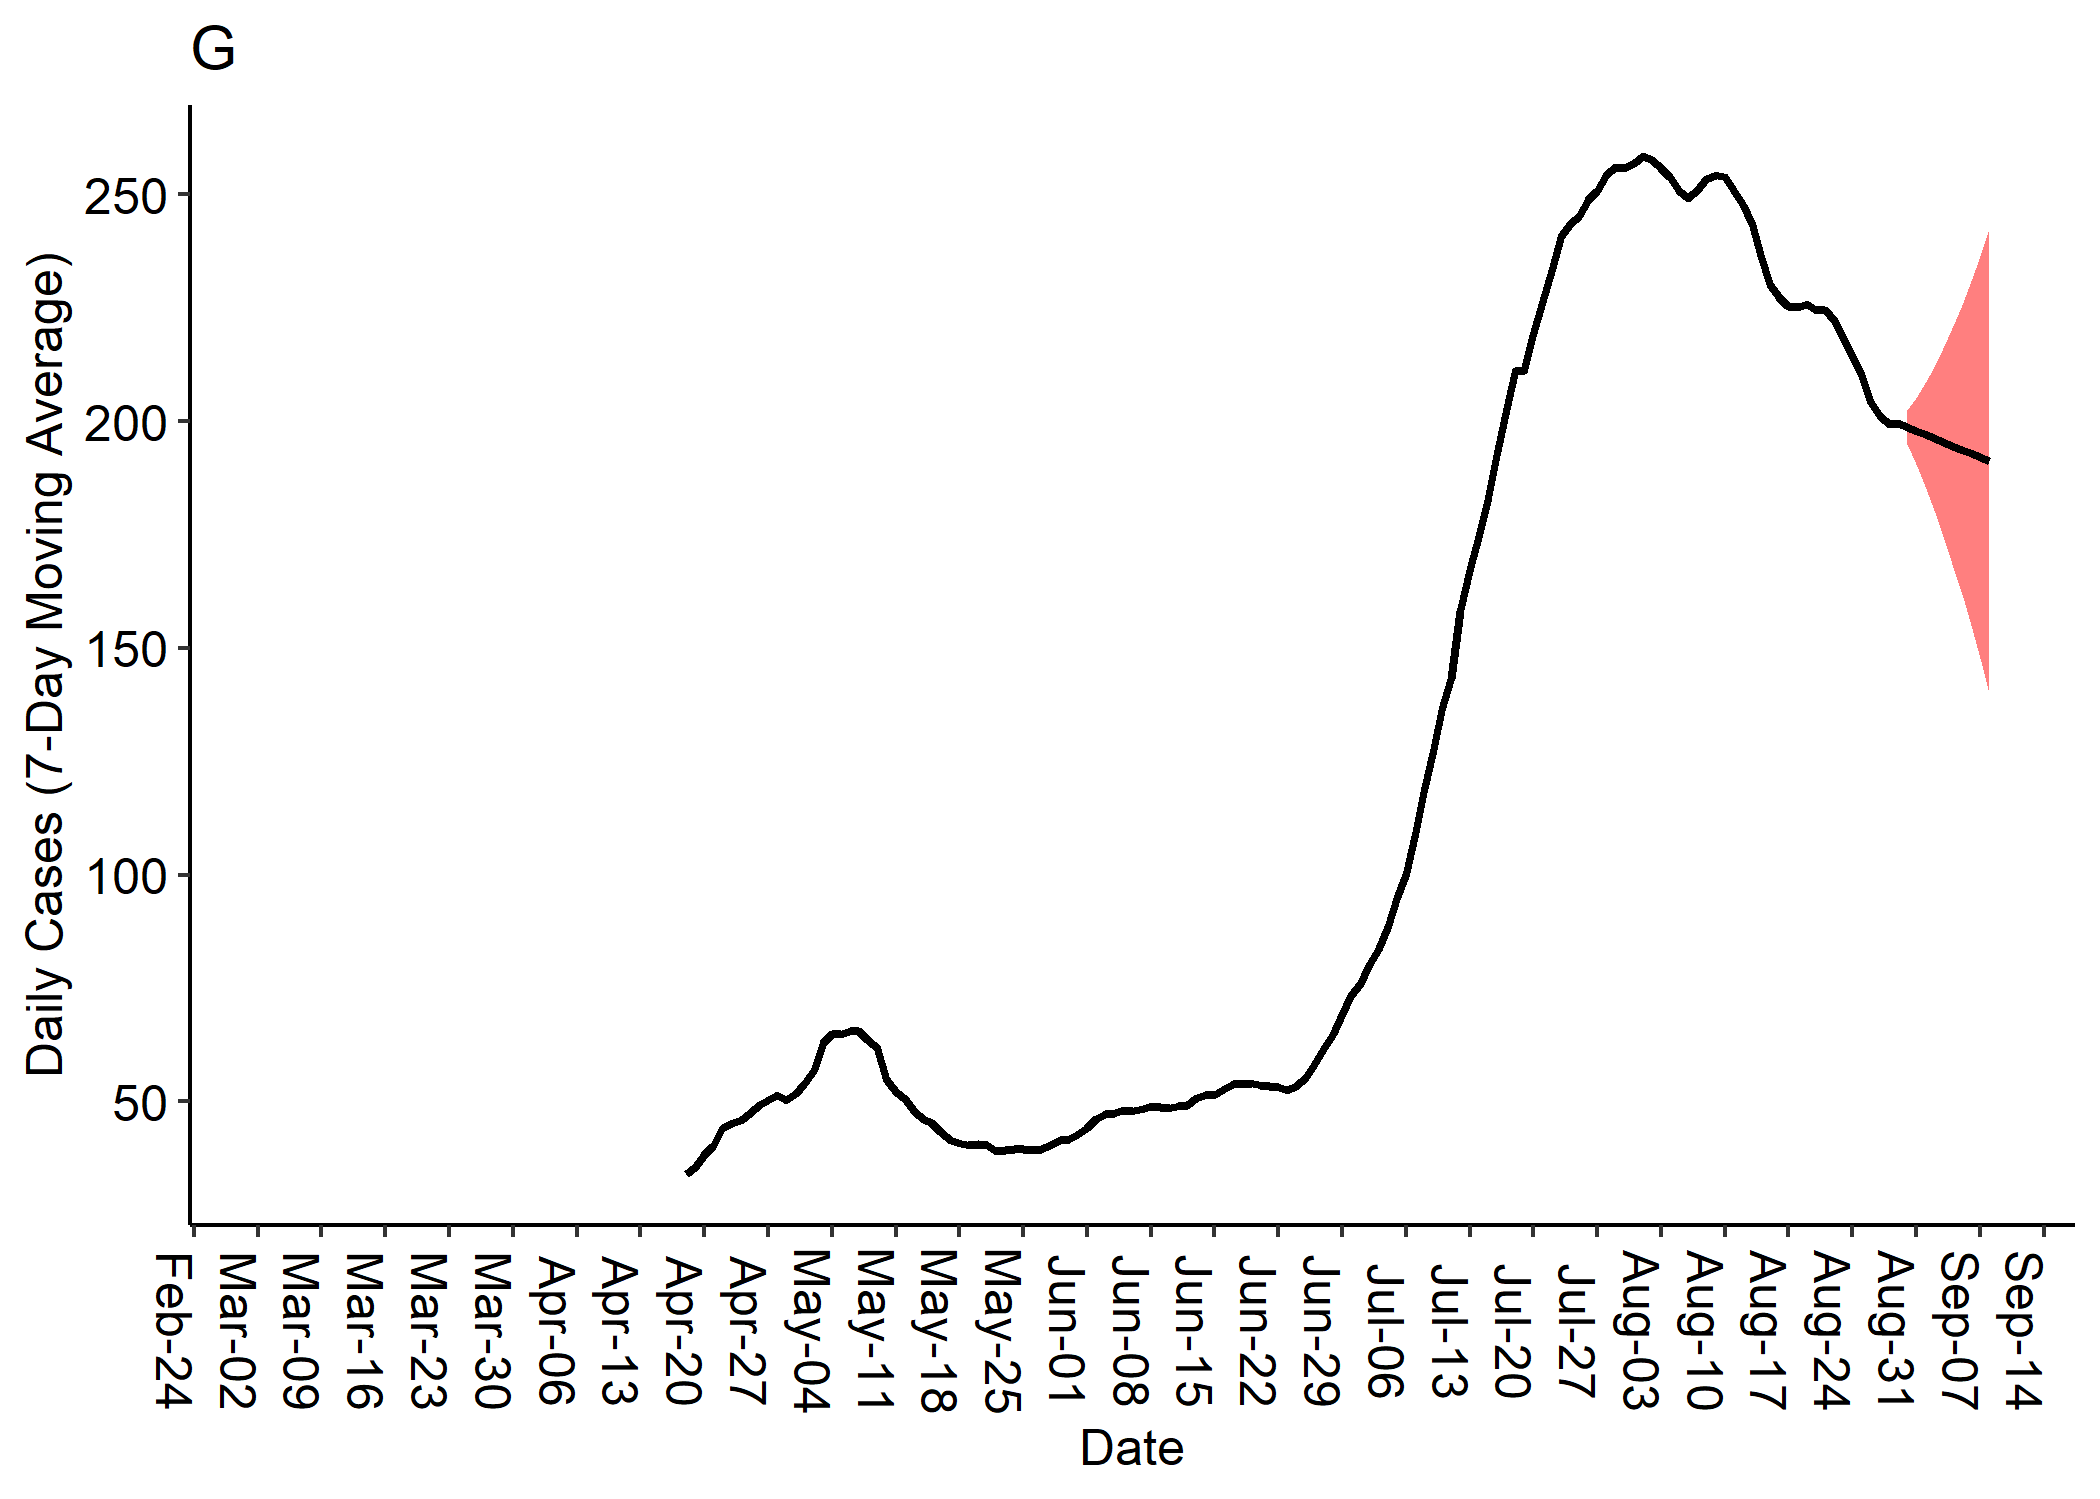 G
Daily Cases (7-Day Moving Average)
250
200
150
100
50
Feb-24
Mar-02
Mar-09
Mar-16
Mar-23
Mar-30
Apr-06
Apr-13
Apr-20
Apr-27
May-04
May-11
May-18
May-25
Jun-01
Jun-08
Jun-15
Jun-22
Jun-29
Jul-06
Jul-13
Jul-20
Jul-27
Aug-03
Aug-10
Aug-17
Aug-24
Aug-31
Sep-07
Sep-14
Date